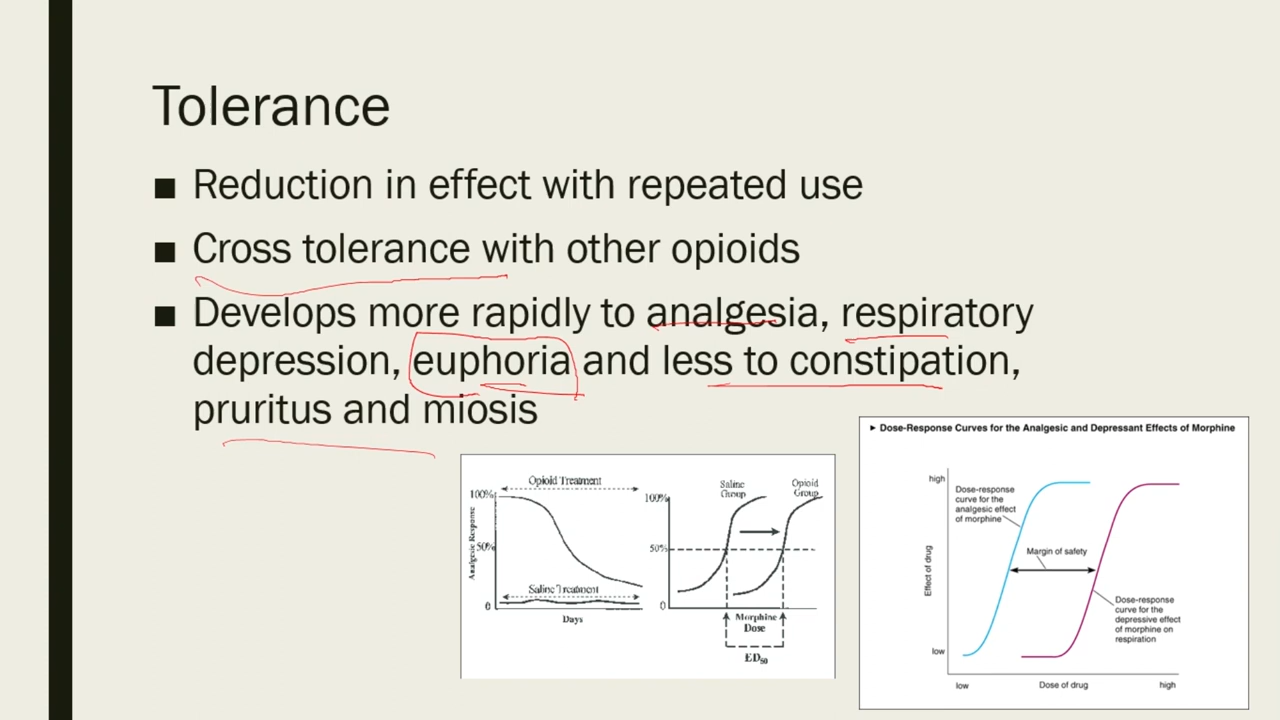 Tolerance
■ Reduction in effect with repeated use
■ Cross tolerance with other opioids
■ Develops more rapidly to analgesia, respiratory
depression, euphoria and less to constipation,
pruritus and miosis
Opioid Treatment
100%
50%
0
Analgesic Response
Saline Treatment
Days
Saline
Group
Opioid
Group
100%
50%
0
Morphine
Dose
ED50
► Dose-Response Curves for the Analgesic and Depressant Effects of Morphine
high
Dose-response
curve for the
analgesic effect
of morphine
Margin of safety
Effect of drug
Dose-response
curve for the
depressive effect
of morphine on
respiration
low
low
Dose of drug
high